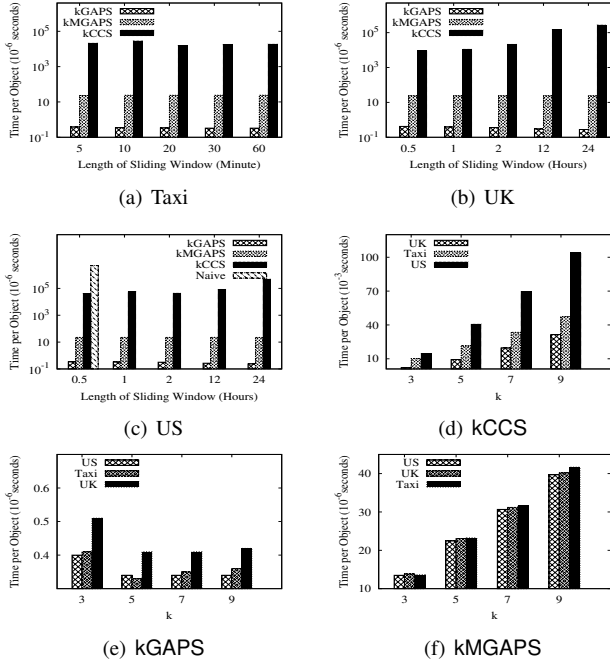 kGAPS
kMGAPS
kCCS
Time per Object (10^-6 seconds)
10^5
10^3
10
10^-1
5 10 20 30 60
Length of Sliding Window (Minute)
(a) Taxi
kGAPS
kMGAPS
kCCS
Time per Object (10^-6 seconds)
10^5
10^3
10
10^-1
0.5 1 2 12 24
Length of Sliding Window (Hours)
(b) UK
kGAPS
kMGAPS
kCCS
Naive
Time per Object (10^-6 seconds)
10^5
10^3
10
10^-1
0.5 1 2 12 24
Length of Sliding Window (Hours)
(c) US
UK
Taxi
US
Time per Object (10^-3 seconds)
100
70
40
10
3 5 7 9
k
(d) kCCS
US
Taxi
UK
Time per Object (10^-6 seconds)
0.6
0.5
0.4
3 5 7 9
k
(e) kGAPS
US
UK
Taxi
Time per Object (10^-6 seconds)
40
30
20
10
3 5 7 9
k
(f) kMGAPS